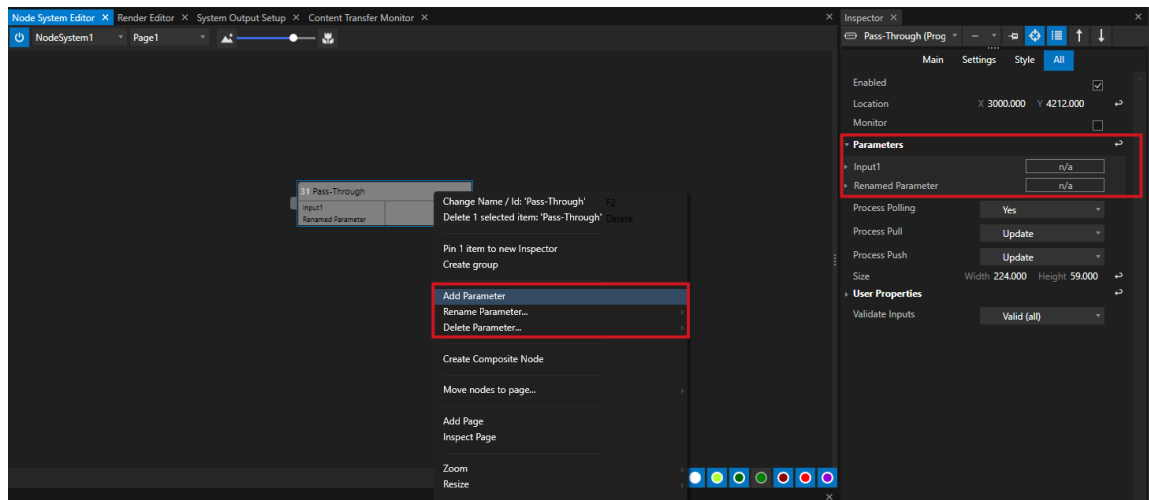 Node System Editor × Render Editor × System Output Setup × Content Transfer Monitor ×
NodeSystem1 Page1
31 Pass-Through
Input1
Renamed Parameter
Change Name / Id: 'Pass-Through' F2
Delete 1 selected item: 'Pass-Through' Delete
Pin 1 item to new Inspector
Create group
Add Parameter
Rename Parameter...
Delete Parameter...
Create Composite Node
Move nodes to page...
Add Page
Inspect Page
Zoom
Resize
Inspector ×
Pass-Through (Prog
Main Settings Style All
Enabled
Location X 3000.000 Y 4212.000
Monitor
Parameters
Input1 n/a
Renamed Parameter n/a
Process Polling Yes
Process Pull Update
Process Push Update
Size Width 224.000 Height 59.000
User Properties
Validate Inputs Valid (all)